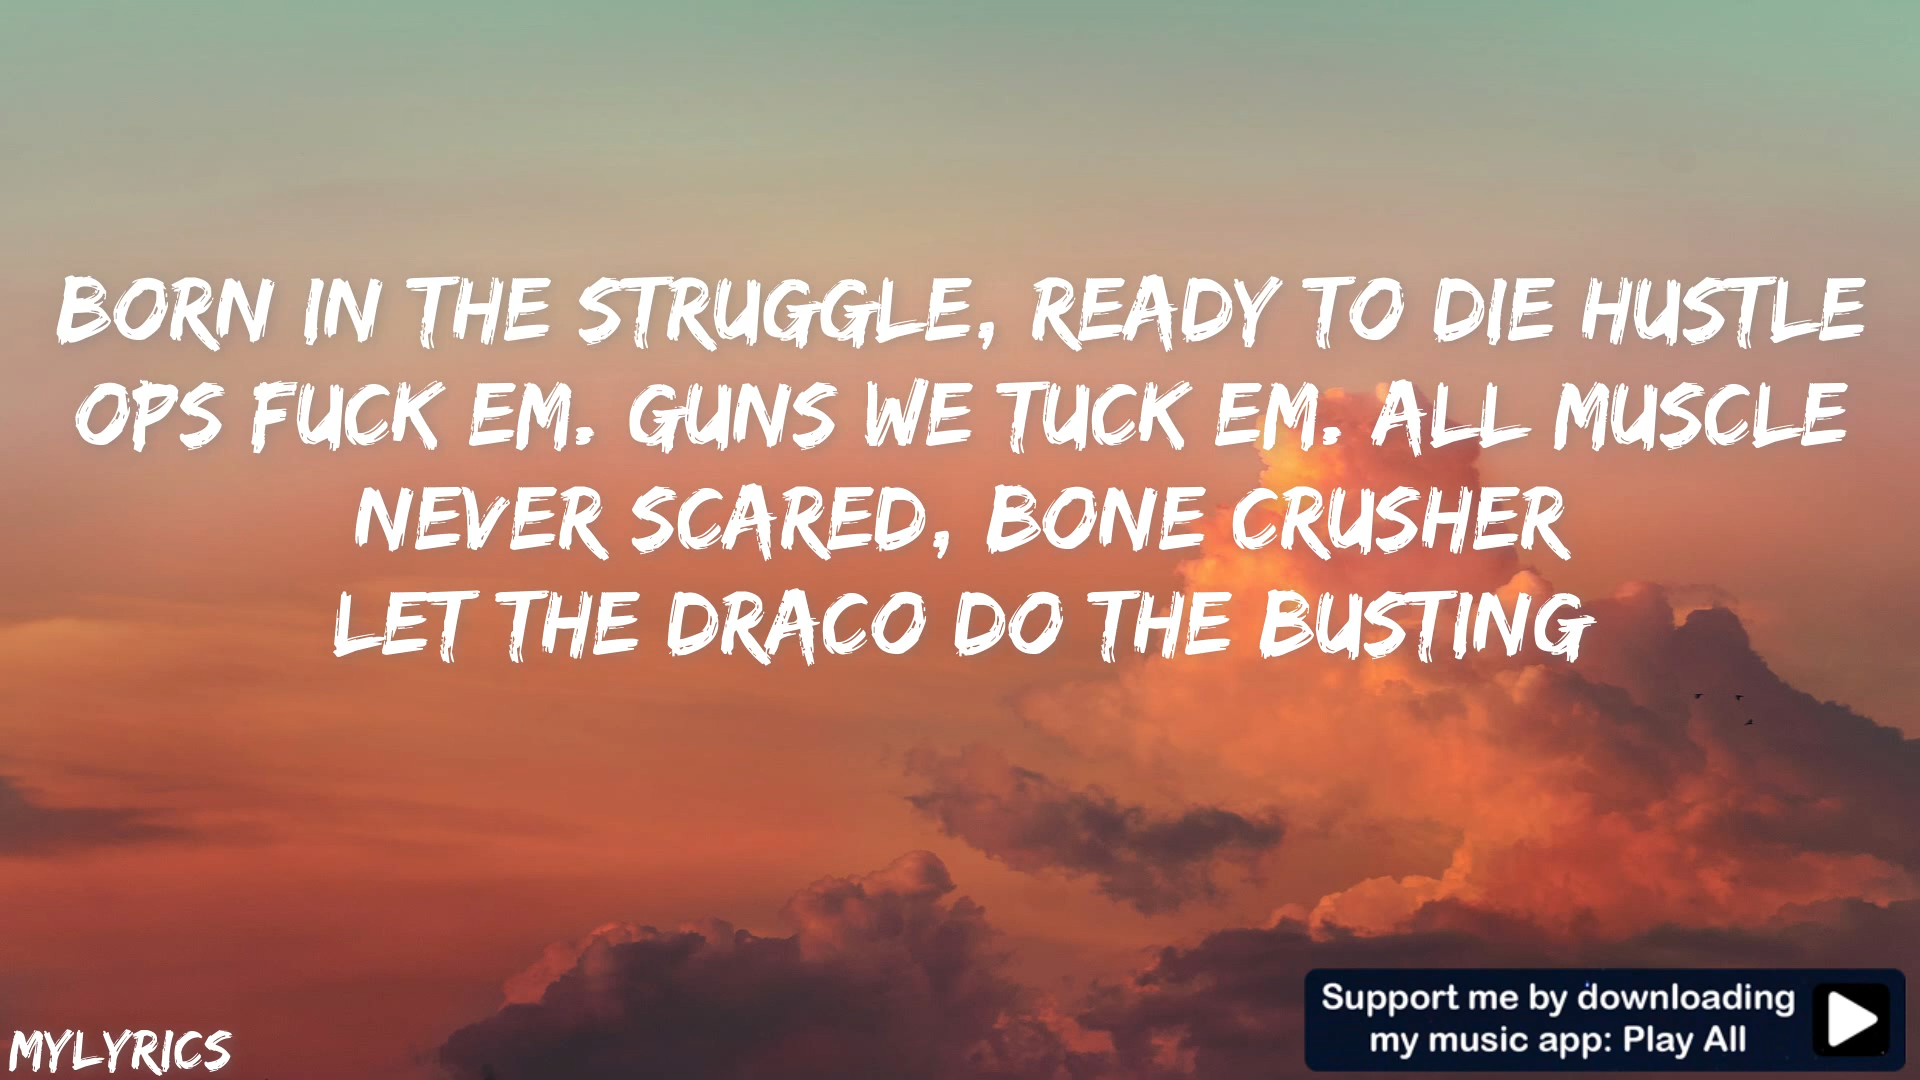 BORN IN THE STRUGGLE, READY TO DIE HUSTLE
OPS FUCK EM. GUNS WE TUCK EM. ALL MUSCLE
NEVER SCARED, BONE CRUSHER
LET THE DRACO DO THE BUSTING
MYLYRICS
Support me by downloading
my music app: Play All